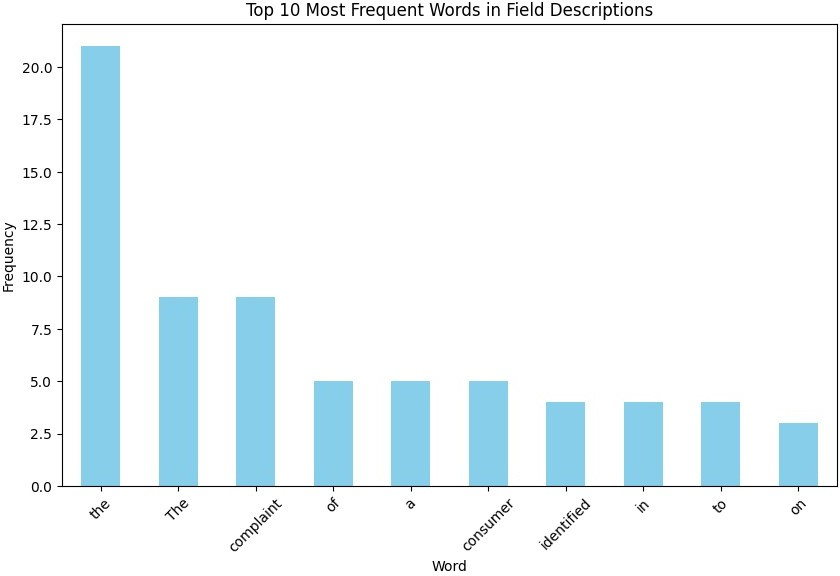 Top 10 Most Frequent Words in Field Descriptions
Frequency
20.0
17.5
15.0
12.5
10.0
7.5
5.0
2.5
0.0
the The complaint of a consumer identified in to on
Word